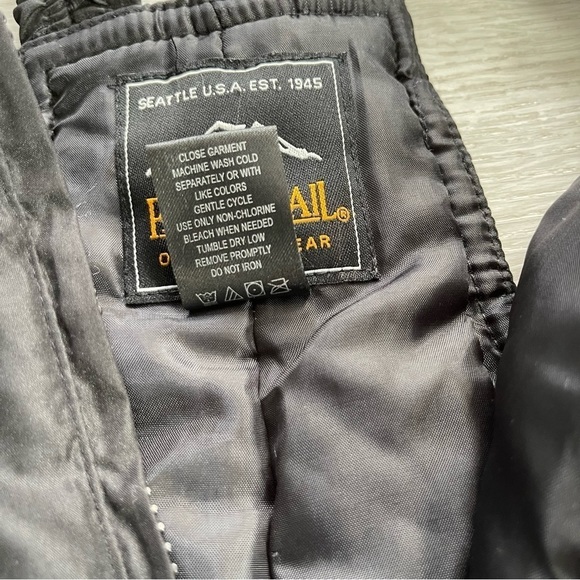 SEATTLE U.S.A. EST. 1945
CLOSE GARMENT
MACHINE WASH COLD
SEPARATELY OR WITH
LIKE COLORS
GENTLE CYCLE
USE ONLY NON-CHLORINE
BLEACH WHEN NEEDED
TUMBLE DRY LOW
REMOVE PROMPTLY
DO NOT IRON